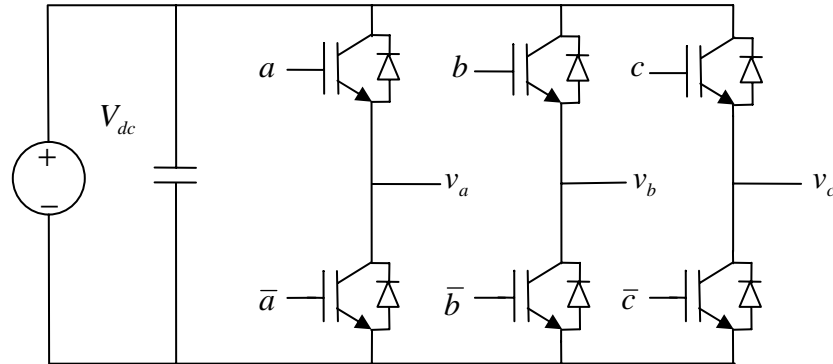 a b c
V_dc
+
−
v_a v_b v_c
a̅ b̅ c̅